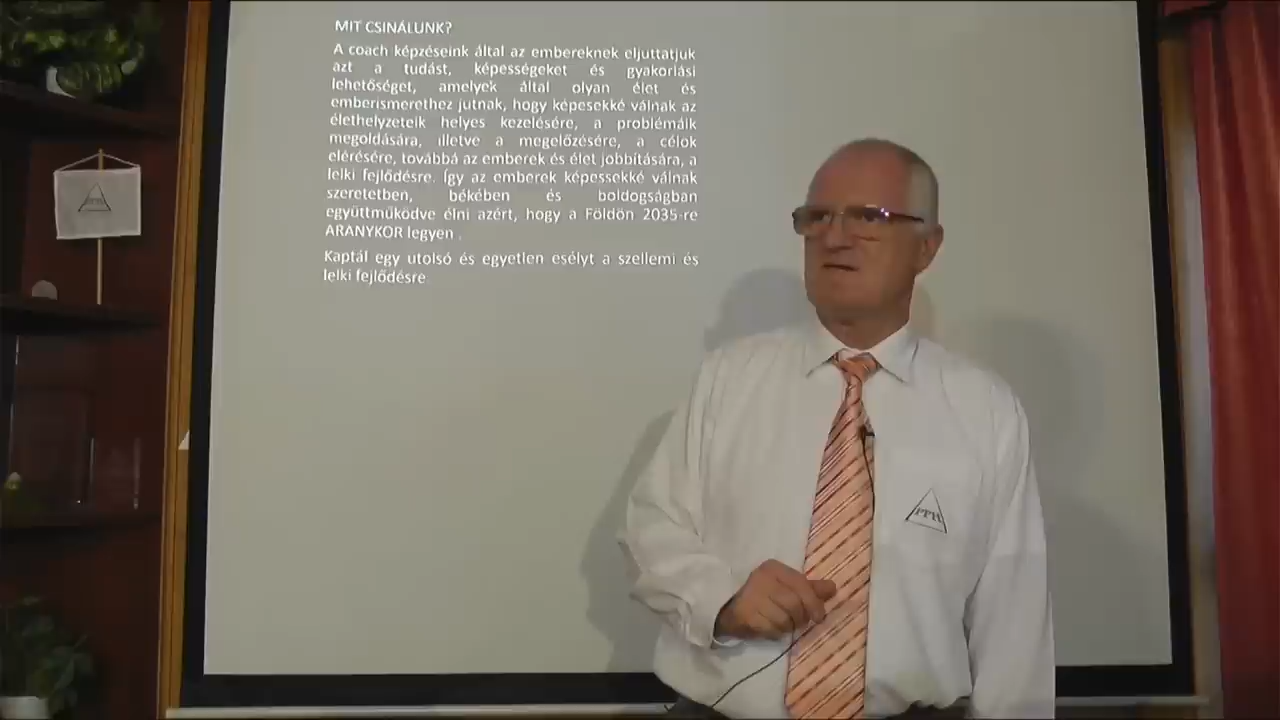 MIT CSINÁLUNK?
A coach képzéseink által az embereknek eljuttatjuk
azt a tudást, képességeket és gyakorlási
lehetőséget, amelyek által olyan élet és
emberismerethez jutnak, hogy képesekké válnak az
élethelyzeteik helyes kezelésére, a problémáik
megoldására, illetve a megelőzésére, a célok
elérésére, továbbá az emberek és élet jobbítására, a
lelki fejlődésre. Így az emberek képessekké válnak
szeretetben, békében és boldogságban
együttműködve élni azért, hogy a Földön 2035-re
ARANYKOR legyen .
Kaptál egy utolsó és egyetlen esélyt a szellemi és
lelki fejlődésre